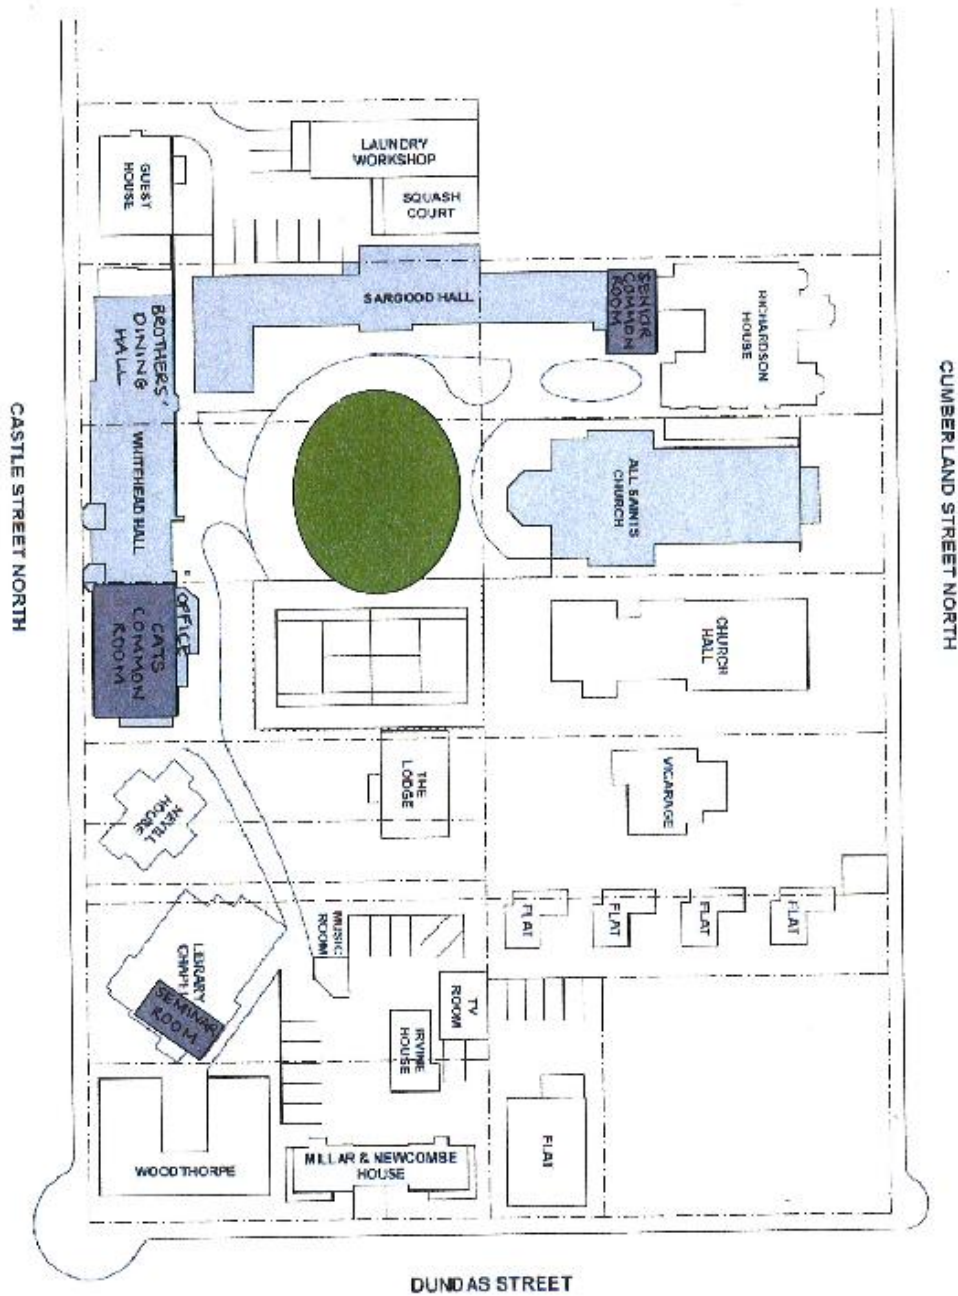 LAUNDRY
WORKSHOP
SQUASH
COURT
GUEST
HOUSE
SARGOOD HALL
SENIOR
COMMON
ROOM
RICHARDSON
HOUSE
BROTHERS'
DINING
HALL
WHITEHEAD HALL
ALL SAINTS
CHURCH
CASTLE STREET NORTH
CUMBERLAND STREET NORTH
OFFICE
CATS
COMMON
ROOM
CHURCH
HALL
THE
LODGE
VICARAGE
NEVILL
HOUSE
FLAT
FLAT
FLAT
FLAT
MUSIC
ROOM
LIBRARY
CHAPEL
SEMINAR
ROOM
TV
ROOM
IRVINE
HOUSE
FLAT
WOODTHORPE
MILLAR & NEWCOMBE
HOUSE
DUNDAS STREET